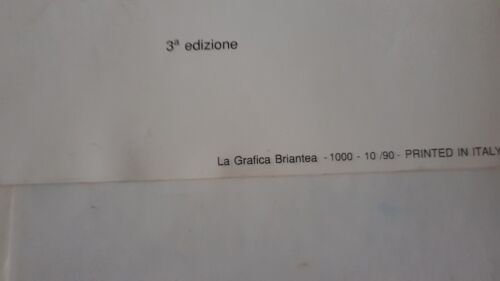 3ª edizione
La Grafica Briantea - 1000 - 10 /90 - PRINTED IN ITALY